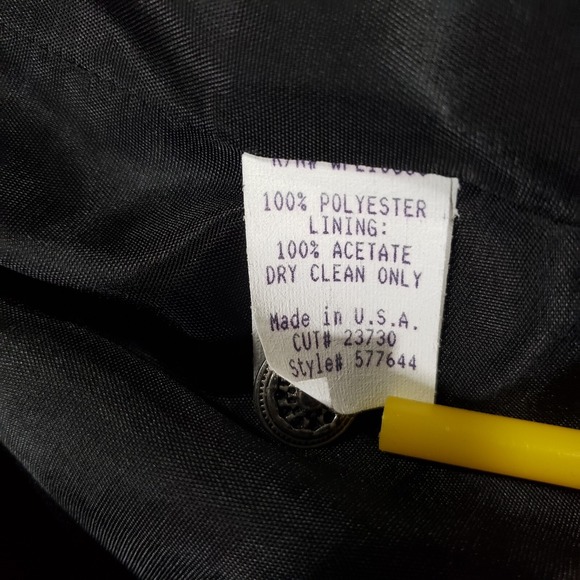 100% POLYESTER
LINING:
100% ACETATE
DRY CLEAN ONLY
Made in U.S.A.
CUT# 23730
Style# 577644